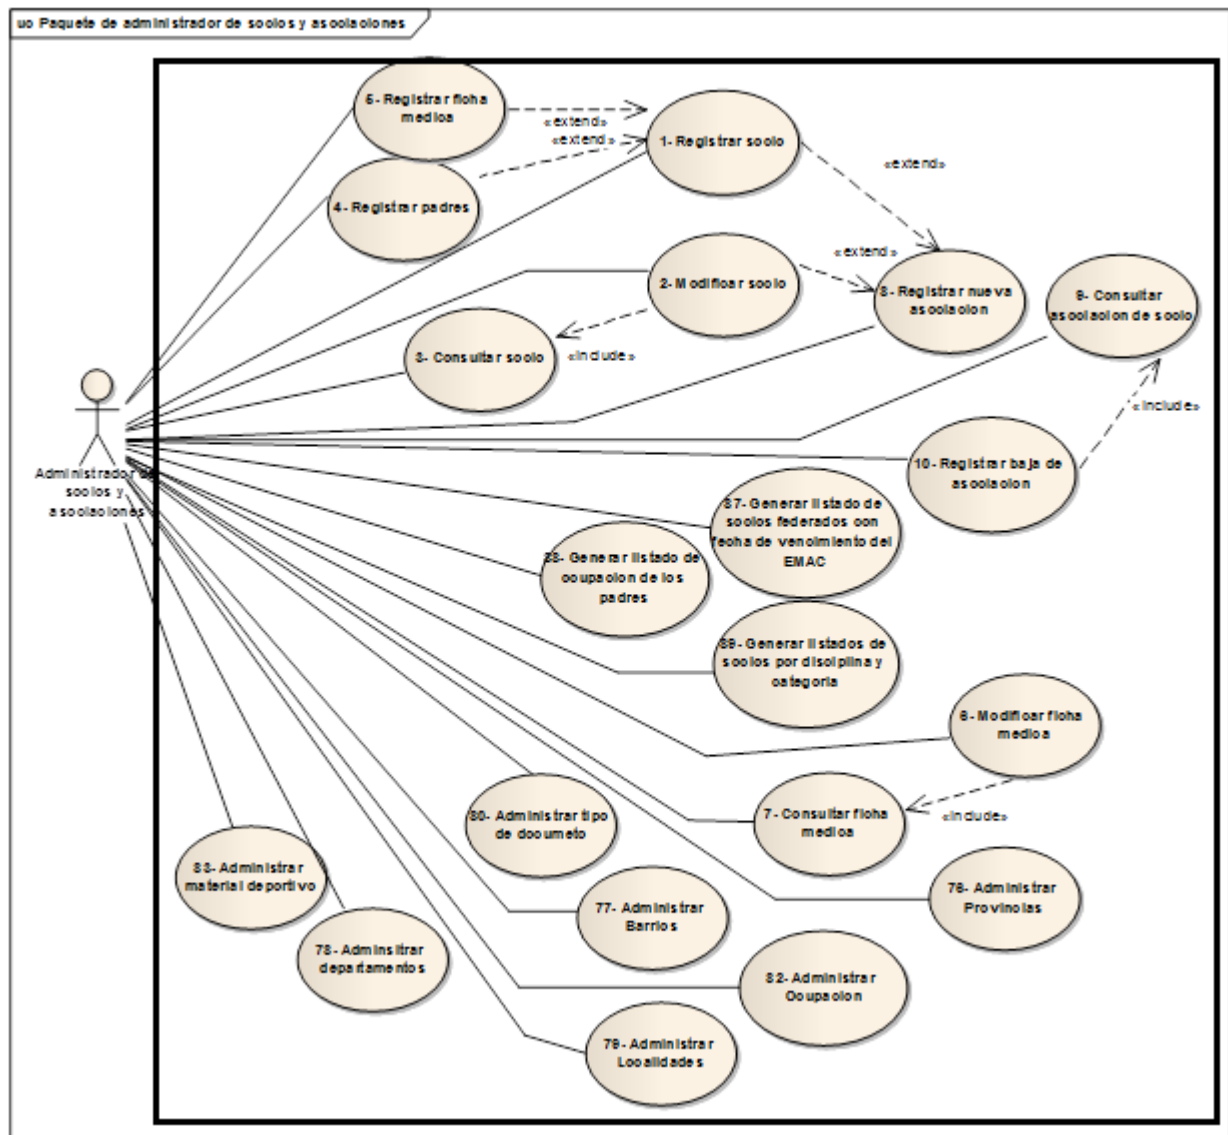 uc Paquete de administrador de socios y asociaciones
5- Registrar ficha
medica
«extend»
«extend»
1- Registrar socio
«extend»
4- Registrar padres
2- Modificar socio
«extend»
8- Registrar nueva
asociacion
9- Consultar
asociacion de socio
3- Consultar socio
«include»
«include»
Administrador de
socios y
asociaciones
10- Registrar baja de
asociacion
87- Generar listado de
socios federados con
fecha de vencimiento del
EMAC
88- Generar listado de
ocupacion de los
padres
89- Generar listados de
socios por disciplina y
categoria
6- Modificar ficha
medica
80- Administrar tipo
de documeto
7- Consultar ficha
medica
«include»
83- Administrar
material deportivo
77- Administrar
Barrios
76- Administrar
Provincias
78- Adminsitrar
departamentos
82- Administrar
Ocupacion
79- Administrar
Localidades